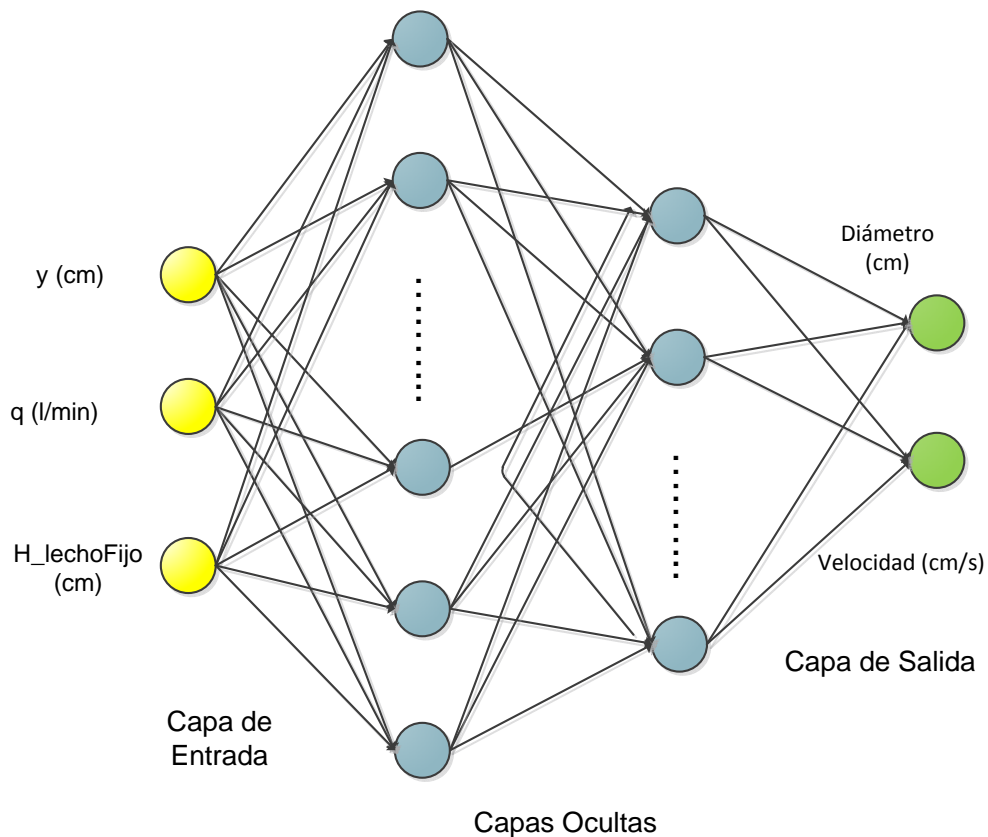 y (cm)
q (l/min)
H_lechoFijo
(cm)
Capa de
Entrada
Capas Ocultas
Diámetro
(cm)
Velocidad (cm/s)
Capa de Salida